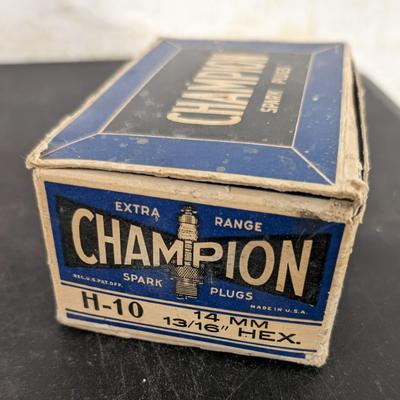 CHAMPION
SPARK PLUGS
EXTRA RANGE
CHAMPION
SPARK PLUGS
REG.U.S.PAT.OFF. MADE IN U.S.A.
H-10 14 MM
13/16" HEX.